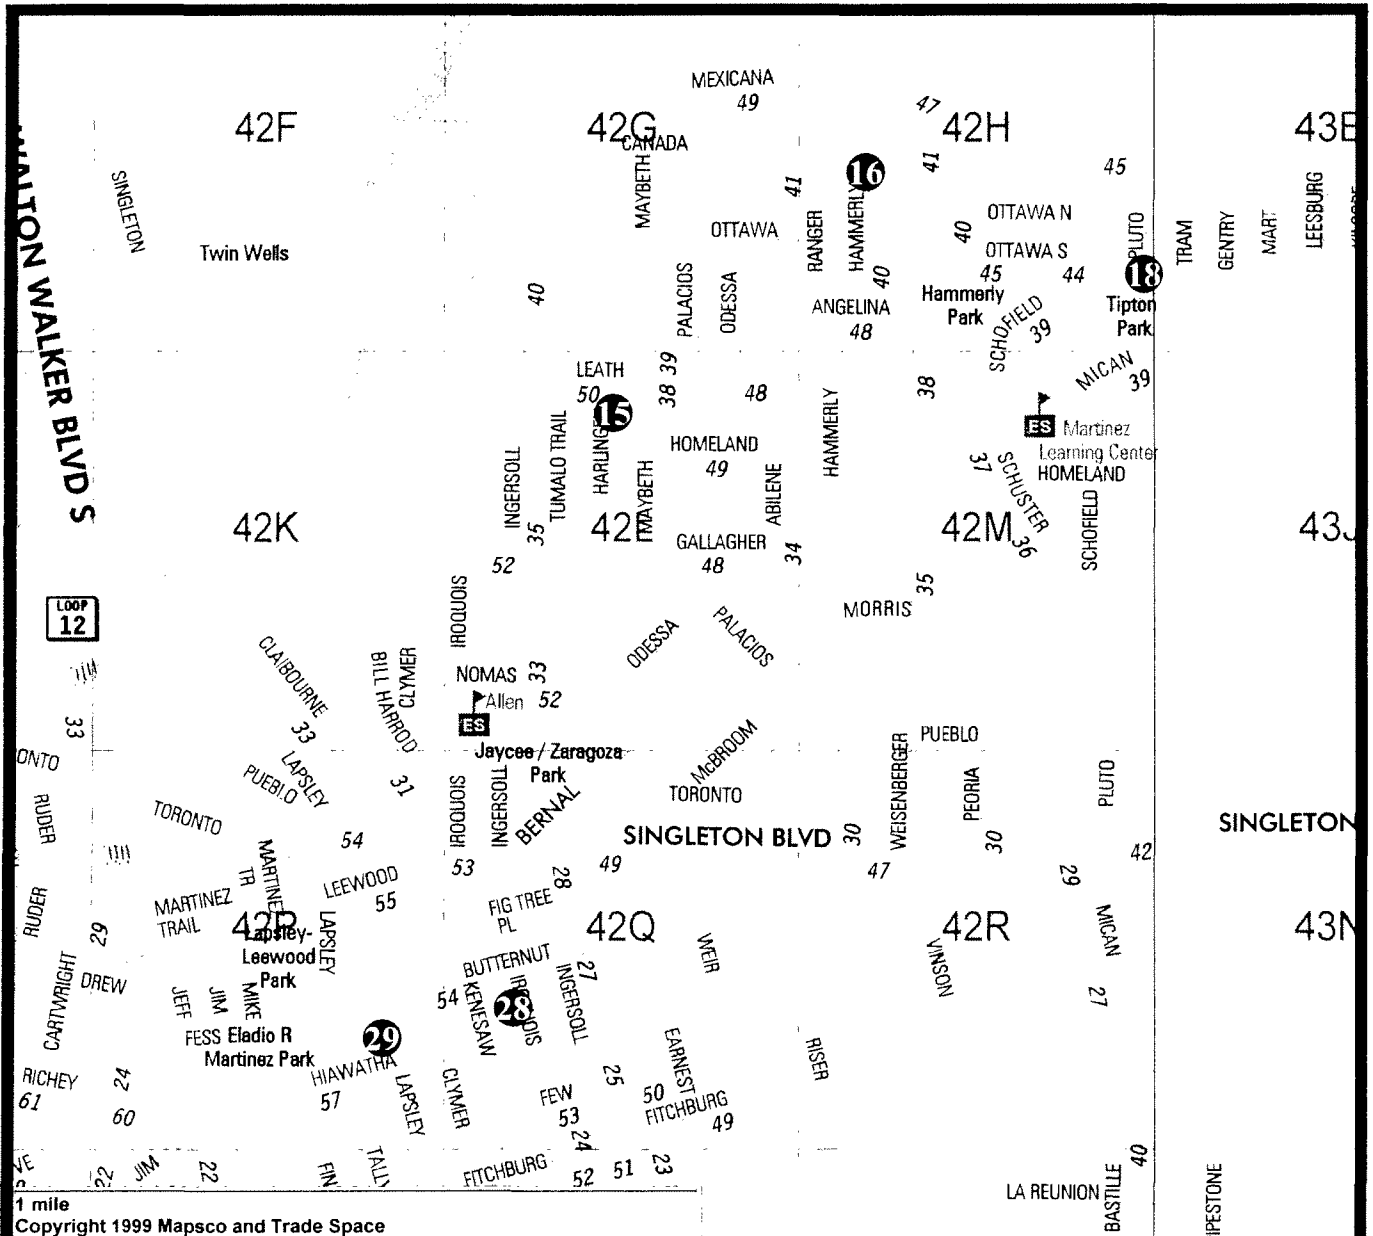 MEXICANA
49
47
42F
42G
42H
43E
CANADA
MAYBETH
41
16
41
45
WALTON WALKER BLVD S
SINGLETON
Twin Wells
OTTAWA
RANGER
HAMMERLY
40
OTTAWA N
OTTAWA S
45
44
PLUTO
TRAM
GENTRY
MART
LEESBURG
18
40
PALACIOS
ODESSA
40
ANGELINA
48
Hammerly
Park
SCHOFIELD
39
Tipton
Park
LEATH
50
15
39
38
48
38
MICAN
39
ES
Martinez
Learning Center
HOMELAND
INGERSOLL
TUMALO TRAIL
HARLING
MAYBETH
HOMELAND
49
ABILENE
HAMMERLY
37
SCHUSTER
36
SCHOFIELD
42K
35
42E
GALLAGHER
48
34
42M
43J
52
35
LOOP
12
IROQUOIS
MORRIS
CLAIBOURNE
33
BILL HARROD
CLYMER
ODESSA
PALACIOS
NOMAS
33
Allen
52
ES
33
Jaycee / Zaragoza
Park
McBROOM
PUEBLO
ONTO
PUEBLO
LAPSLEY
31
IROQUOIS
INGERSOLL
BERNAL
TORONTO
WEISENBERGER
PEORIA
PLUTO
RUDER
TORONTO
54
SINGLETON BLVD
30
30
SINGLETON
53
49
47
42
29
28
MARTINEZ
TR
LEEWOOD
55
MARTINEZ
TRAIL
FIG TREE
PL
RUDER
29
42P
Lapsley-
Leewood
Park
LAPSLEY
42Q
WEIR
42R
VINSON
MICAN
43N
CARTWRIGHT
DREW
BUTTERNUT
27
54
KENESAW
28
IROQUOIS
INGERSOLL
27
JEFF
JIM
MIKE
FESS
Eladio R
Martinez Park
29
HIAWATHA
57
LAPSLEY
CLYMER
EARNEST
RISER
RICHEY
61
24
60
FEW
53
25
50
FITCHBURG
49
24
VE
22
JIM
22
FIN
TALLY
FITCHBURG
52
51
23
40
LA REUNION
BASTILLE
IPESTONE
1 mile
Copyright 1999 Mapsco and Trade Space